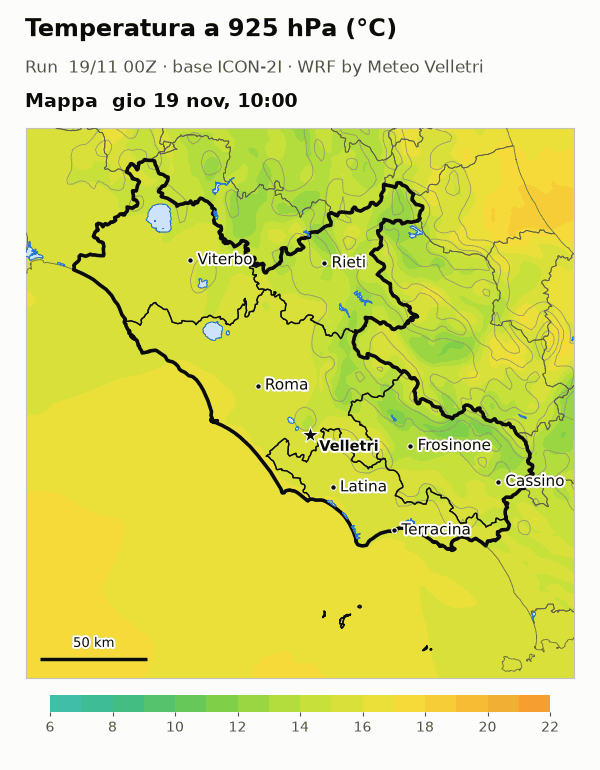 Temperatura a 925 hPa (°C)
Run  19/11 00Z · base ICON-2I · WRF by Meteo Velletri
Mappa  gio 19 nov, 10:00
Viterbo
Rieti
Roma
Velletri
Frosinone
Latina
Cassino
Terracina
50 km
6 8 10 12 14 16 18 20 22